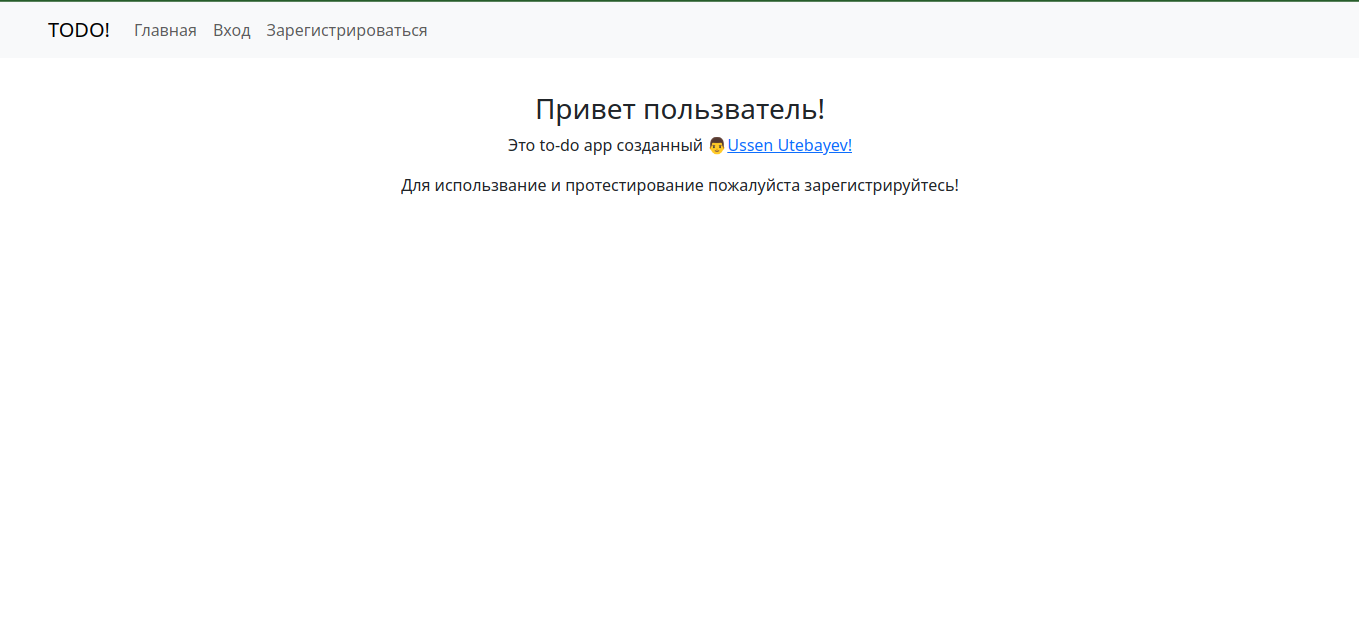 TODO! Главная Вход Зарегистрироваться
Привет пользватель!
Это to-do app созданный 👨Ussen Utebayev!
Для использвание и протестирование пожалуйста зарегистрируйтесь!